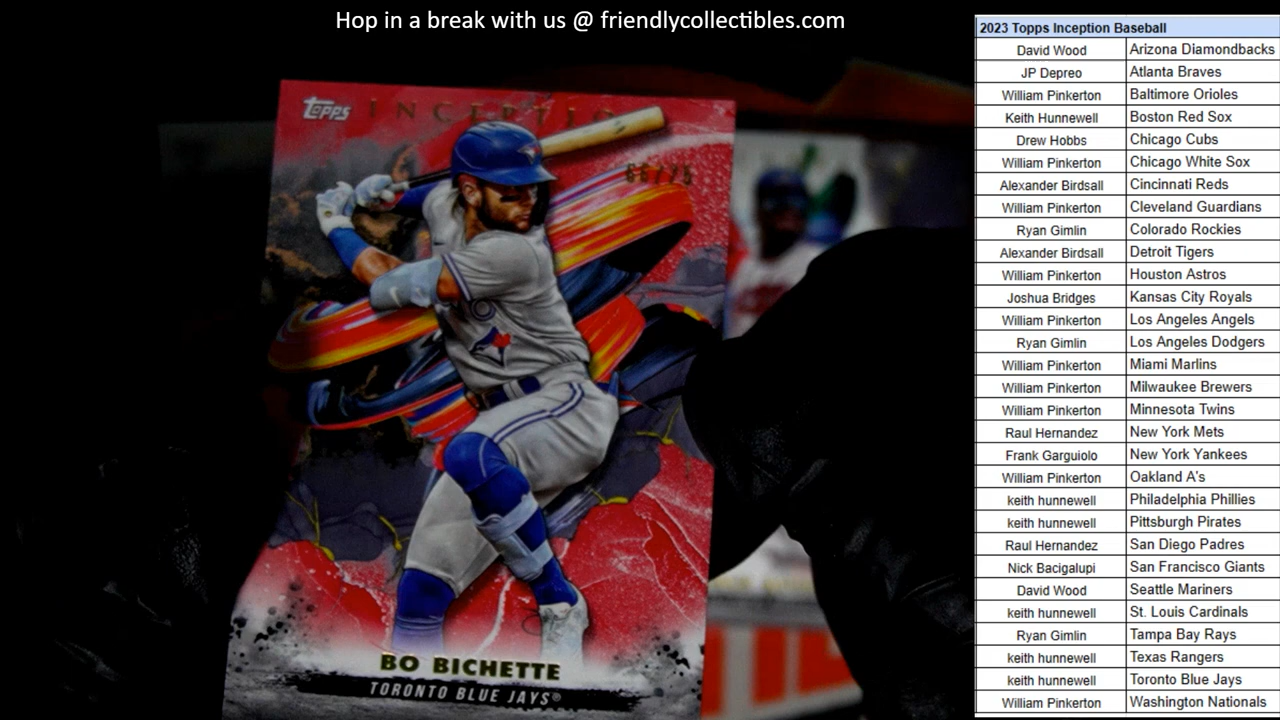 Hop in a break with us @ friendlycollectibles.com
topps INCEPTIO
/75
BO BICHETTE
TORONTO BLUE JAYS®
2023 Topps Inception Baseball
David Wood Arizona Diamondbacks
JP Depreo Atlanta Braves
William Pinkerton Baltimore Orioles
Keith Hunnewell Boston Red Sox
Drew Hobbs Chicago Cubs
William Pinkerton Chicago White Sox
Alexander Birdsall Cincinnati Reds
William Pinkerton Cleveland Guardians
Ryan Gimlin Colorado Rockies
Alexander Birdsall Detroit Tigers
William Pinkerton Houston Astros
Joshua Bridges Kansas City Royals
William Pinkerton Los Angeles Angels
Ryan Gimlin Los Angeles Dodgers
William Pinkerton Miami Marlins
William Pinkerton Milwaukee Brewers
William Pinkerton Minnesota Twins
Raul Hernandez New York Mets
Frank Garguiolo New York Yankees
William Pinkerton Oakland A's
keith hunnewell Philadelphia Phillies
keith hunnewell Pittsburgh Pirates
Raul Hernandez San Diego Padres
Nick Bacigalupi San Francisco Giants
David Wood Seattle Mariners
keith hunnewell St. Louis Cardinals
Ryan Gimlin Tampa Bay Rays
keith hunnewell Texas Rangers
keith hunnewell Toronto Blue Jays
William Pinkerton Washington Nationals